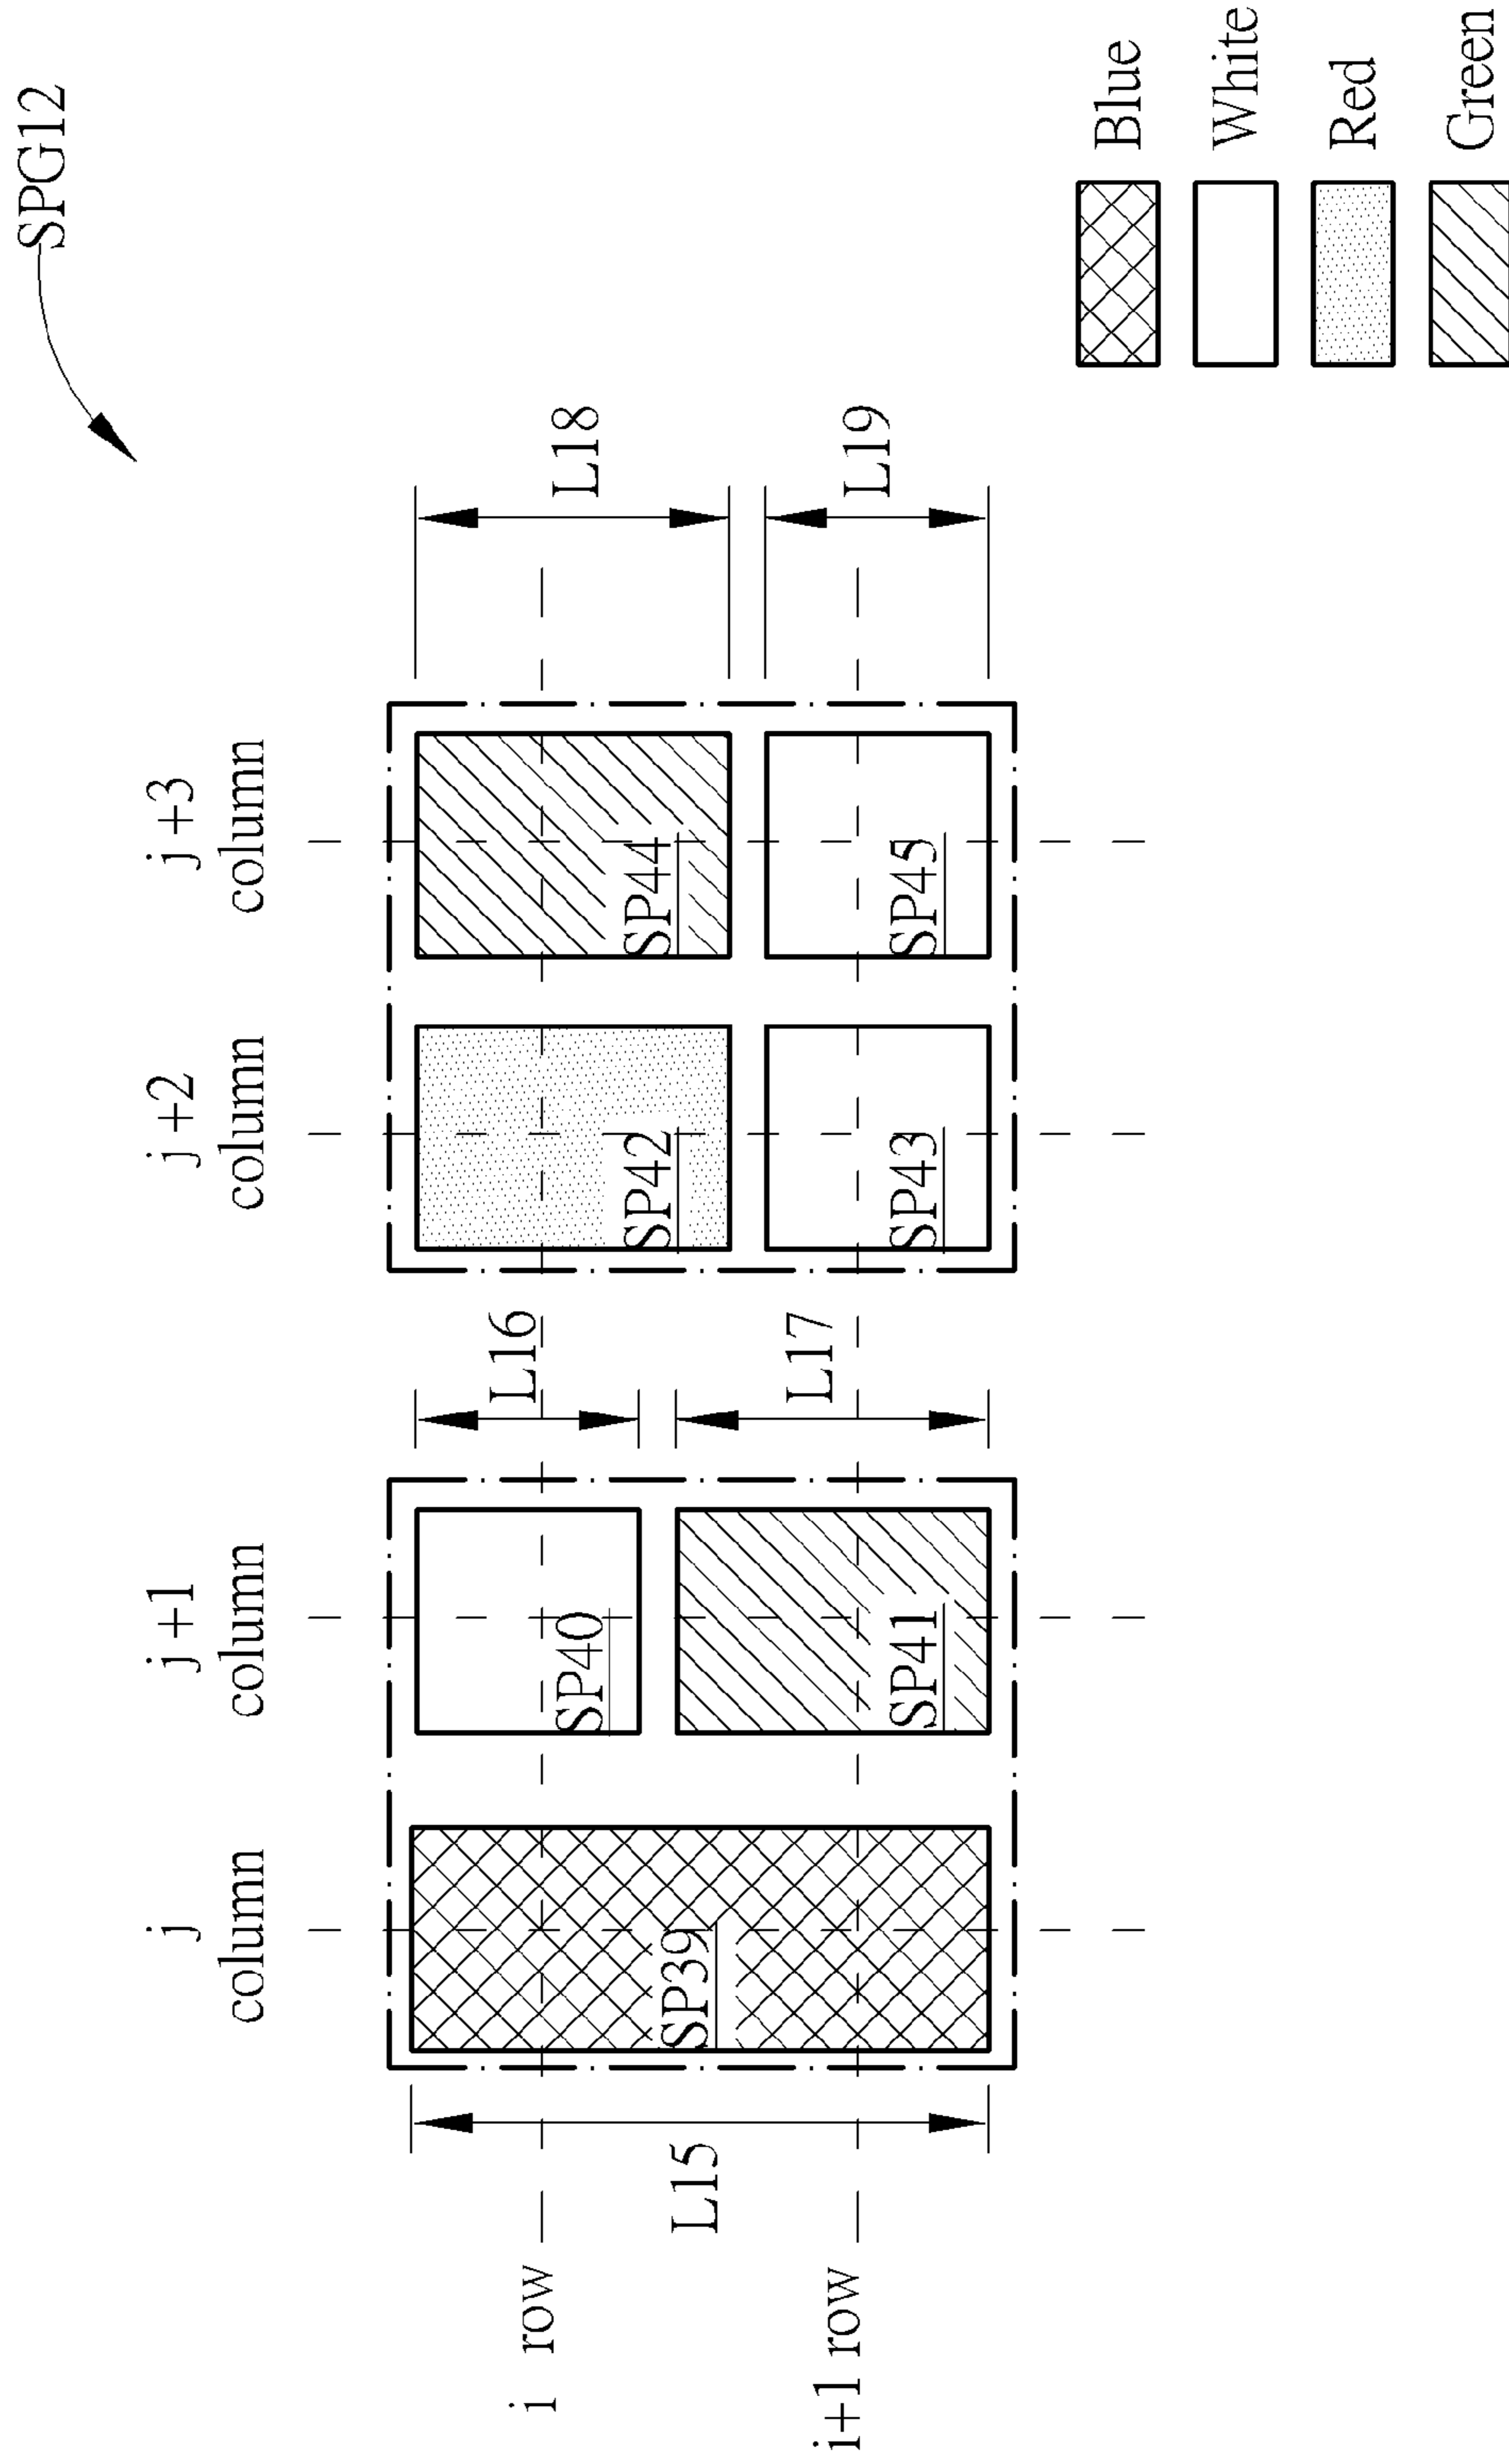 SPG12
j
column
j+1
column
j+2
column
j+3
column
i row
i+1 row
L15
SP39
SP40
SP41
L16
L17
SP42
SP43
SP44
SP45
L18
L19
Blue
White
Red
Green